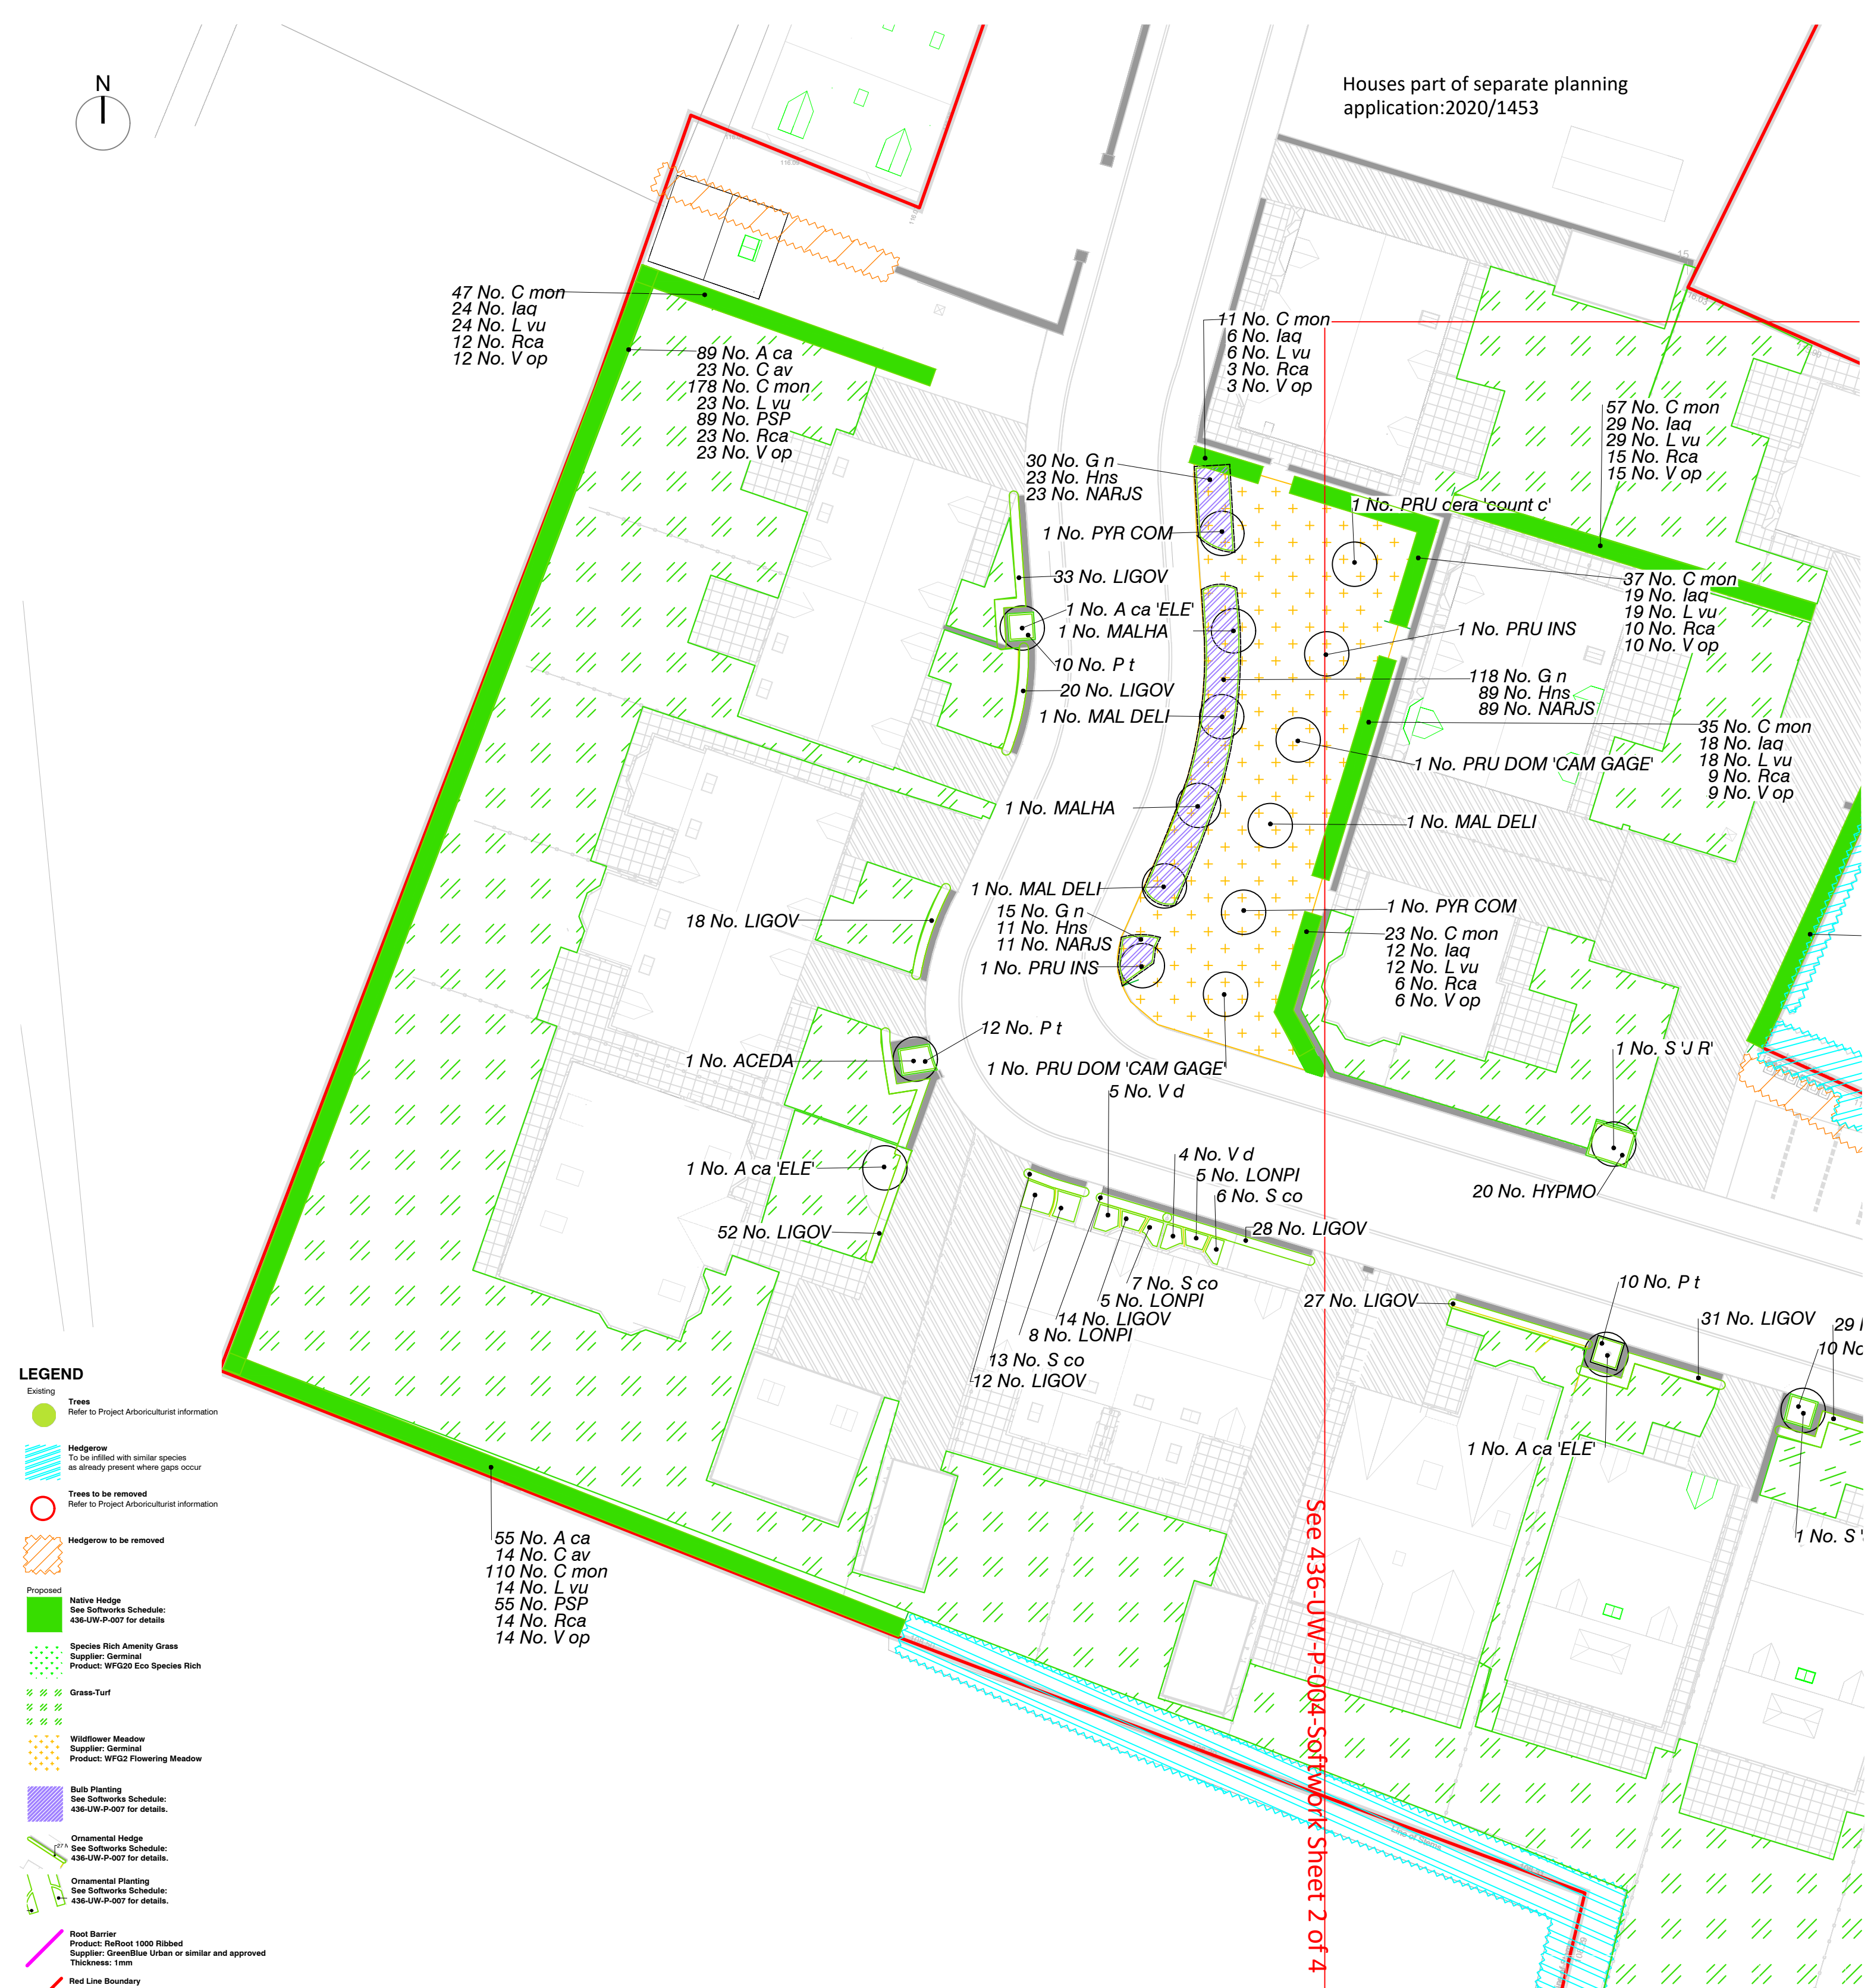 N
Houses part of separate planning
application:2020/1453
47 No. C mon
24 No. Iaq
24 No. L vu
12 No. Rca
12 No. V op
89 No. A ca
23 No. C av
178 No. C mon
23 No. L vu
89 No. PSP
23 No. Rca
23 No. V op
11 No. C mon
6 No. Iaq
6 No. L vu
3 No. Rca
3 No. V op
57 No. C mon
29 No. Iaq
29 No. L vu
15 No. Rca
15 No. V op
30 No. G n
23 No. Hns
23 No. NARJS
1 No. PRU cera 'count c'
1 No. PYR COM
33 No. LIGOV
1 No. A ca 'ELE'
1 No. MALHA
10 No. P t
20 No. LIGOV
1 No. MAL DELI
37 No. C mon
19 No. Iaq
19 No. L vu
10 No. Rca
10 No. V op
1 No. PRU INS
118 No. G n
89 No. Hns
89 No. NARJS
35 No. C mon
18 No. Iaq
18 No. L vu
9 No. Rca
9 No. V op
1 No. PRU DOM 'CAM GAGE'
1 No. MALHA
1 No. MAL DELI
1 No. MAL DELI
15 No. G n
11 No. Hns
11 No. NARJS
1 No. PRU INS
18 No. LIGOV
1 No. PYR COM
23 No. C mon
12 No. Iaq
12 No. L vu
6 No. Rca
6 No. V op
12 No. P t
1 No. ACEDA
1 No. PRU DOM 'CAM GAGE'
5 No. V d
1 No. S 'J R'
1 No. A ca 'ELE'
4 No. V d
5 No. LONPI
6 No. S co
20 No. HYPMO
52 No. LIGOV
28 No. LIGOV
7 No. S co
5 No. LONPI
14 No. LIGOV
8 No. LONPI
13 No. S co
12 No. LIGOV
27 No. LIGOV
10 No. P t
31 No. LIGOV
29
10 No
1 No. A ca 'ELE'
1 No. S '
55 No. A ca
14 No. C av
110 No. C mon
14 No. L vu
55 No. PSP
14 No. Rca
14 No. V op
See 436-UW-P-004-Softwork Sheet 2 of 4
Line of Stems
LEGEND
Existing
Trees
Refer to Project Arboriculturist information
Hedgerow
To be infilled with similar species
as already present where gaps occur
Trees to be removed
Refer to Project Arboriculturist information
Hedgerow to be removed
Proposed
Native Hedge
See Softworks Schedule:
436-UW-P-007 for details
Species Rich Amenity Grass
Supplier: Germinal
Product: WFG20 Eco Species Rich
Grass-Turf
Wildflower Meadow
Supplier: Germinal
Product: WFG2 Flowering Meadow
Bulb Planting
See Softworks Schedule:
436-UW-P-007 for details.
Ornamental Hedge
See Softworks Schedule:
436-UW-P-007 for details.
Ornamental Planting
See Softworks Schedule:
436-UW-P-007 for details.
Root Barrier
Product: ReRoot 1000 Ribbed
Supplier: GreenBlue Urban or similar and approved
Thickness: 1mm
Red Line Boundary